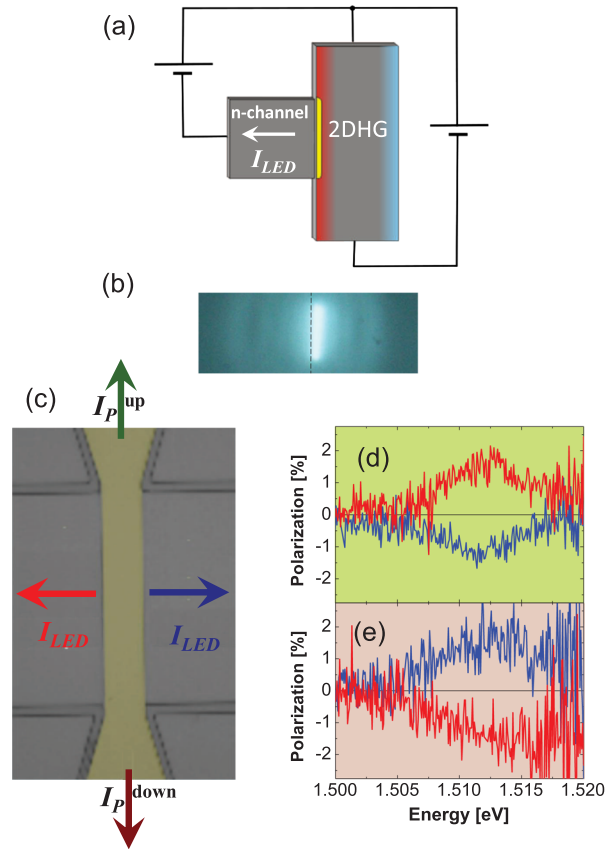 (a)
n-channel
2DHG
I_LED
(b)
I_P^up
(c)
I_LED
I_LED
I_P^down
(d)
Polarization [%]
2
1
0
-1
-2
(e)
Polarization [%]
2
1
0
-1
-2
1.500 1.505 1.510 1.515 1.520
Energy [eV]